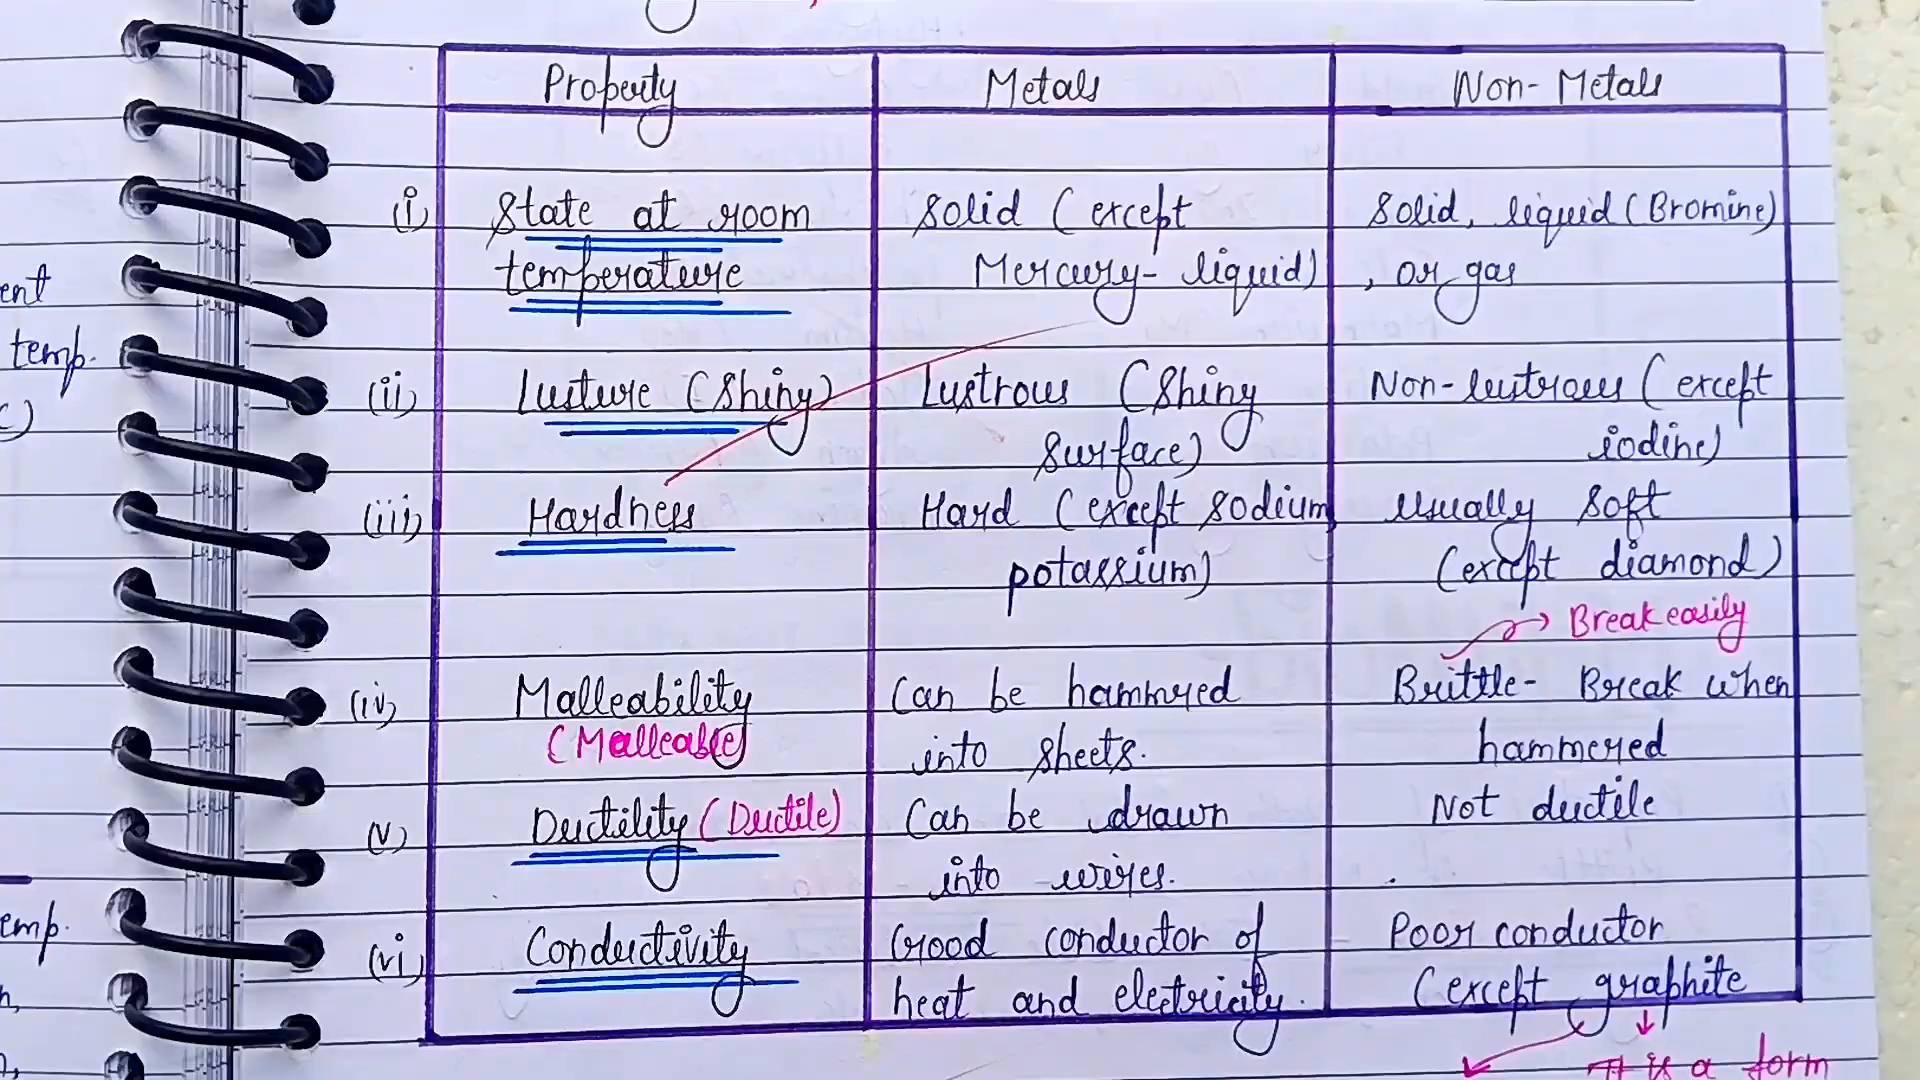 Property Metals Non-Metals
(i) State at room Solid (except Solid, liquid (Bromine)
temperature Mercury- liquid) , or gas
ent
temp.
(ii) Lusture (Shiny) Lustrous (Shiny Non-lustrous (except
surface) iodine)
(iii) Hardness Hard (except sodium usually soft
potassium) (except diamond)
Break easily
(iv) Malleability Can be hammered Brittle- Break when
(Malleable) into sheets. hammered
(v) Ductility (Ductile) Can be drawn Not ductile
into wires.
emp.
(vi) Conductivity Good conductor of Poor conductor
heat and electricity. (except graphite
It is a form